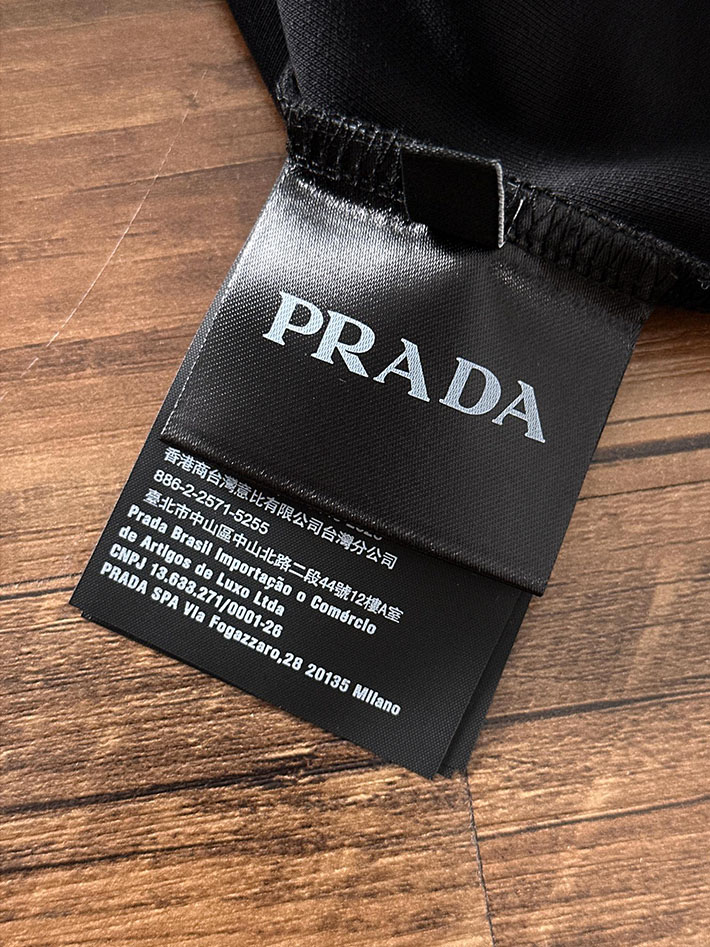 PRADA
香港商台灣意比有限公司台灣分公司
886-2-2571-5255
臺北市中山區中山北路二段44號12樓A室
Prada Brasil Importação o Comércio
de Artigos de Luxo Ltda
CNPJ 13.633.271/0001-26
PRADA SPA Via Fogazzaro,28 20135 Milano